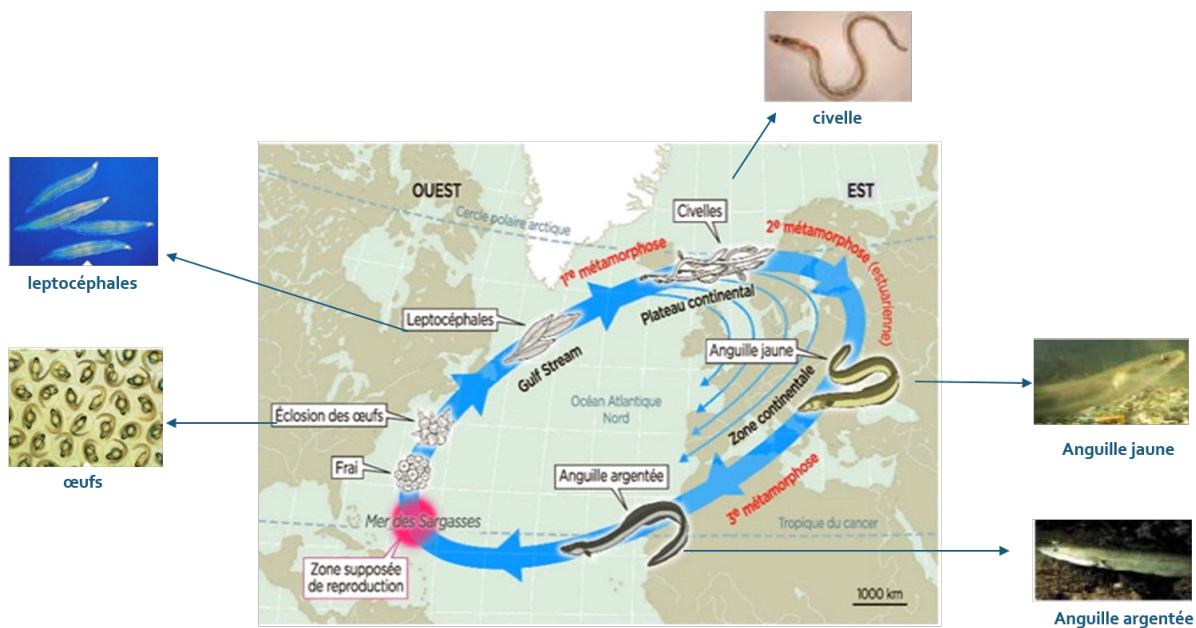 civelle
OUEST
EST
Cercle polaire arctique
Civelles
1re métamorphose
2e métamorphose (estuarienne)
Plateau continental
leptocéphales
Leptocéphales
Gulf Stream
Anguille jaune
Océan Atlantique
Nord
Zone continentale
Éclosion des œufs
Anguille jaune
Frai
œufs
Anguille argentée
3e métamorphose
Mer des Sargasses
Tropique du cancer
Zone supposée
de reproduction
1000 km
Anguille argentée